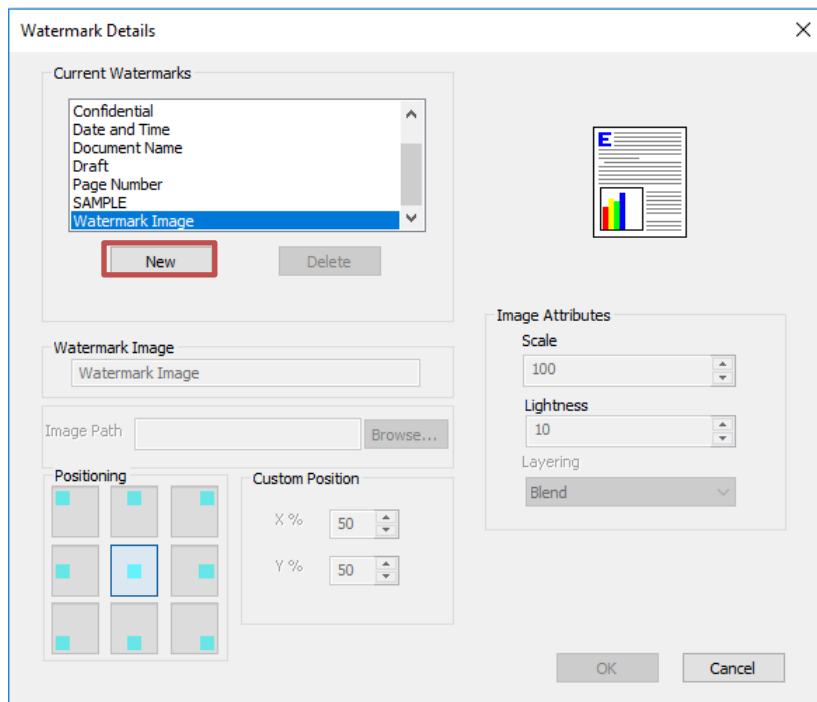 Watermark Details
Current Watermarks
Confidential
Date and Time
Document Name
Draft
Page Number
SAMPLE
Watermark Image
New
Delete
E
Watermark Image
Watermark Image
Image Path
Browse...
Positioning
Custom Position
X %
50
Y %
50
Image Attributes
Scale
100
Lightness
10
Layering
Blend
OK
Cancel